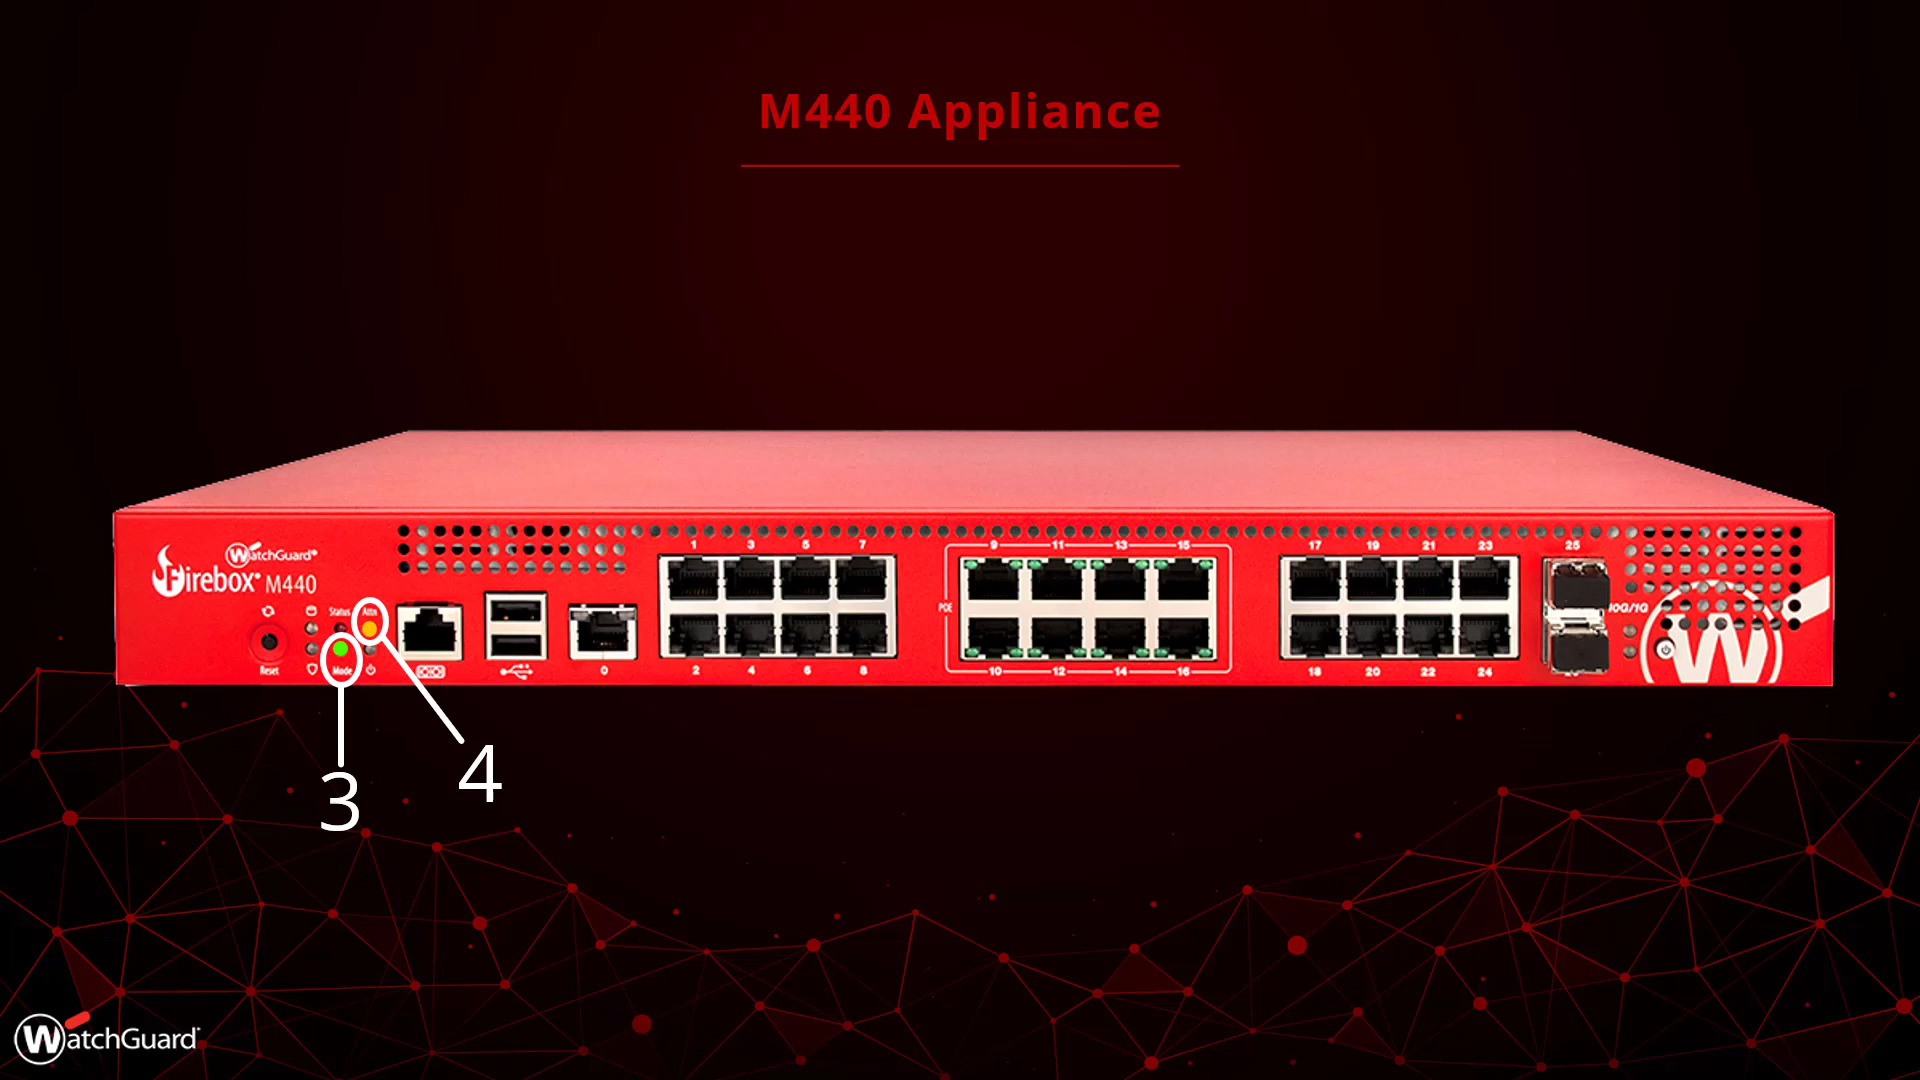 M440 Appliance
WatchGuard
Firebox M440
Status Attn
Reset
Mode
1 3 5 7
0
2 4 6 8
9 11 13 15
POE
10 12 14 16
17 19 21 23
18 20 22 24
25
10G/1G
W
3
4
WatchGuard